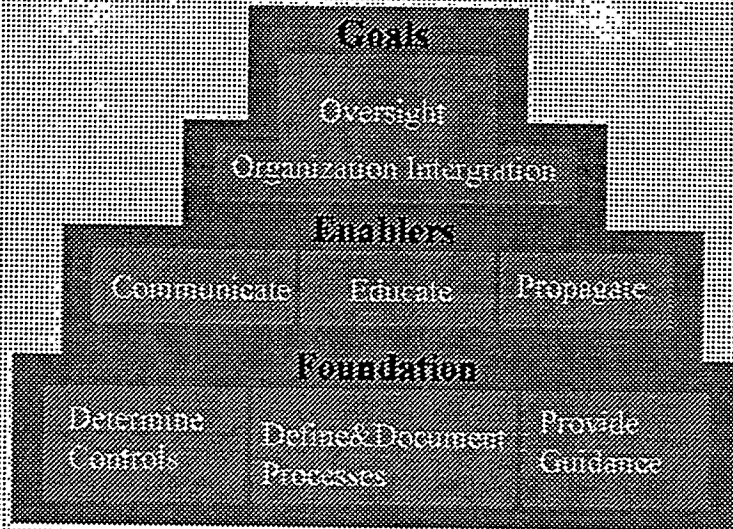 Goals
Oversight
Organization Intergration
Enablers
Communicate Educate Propagate
Foundation
Determine Controls
Define&Document Processes
Provide Guidance